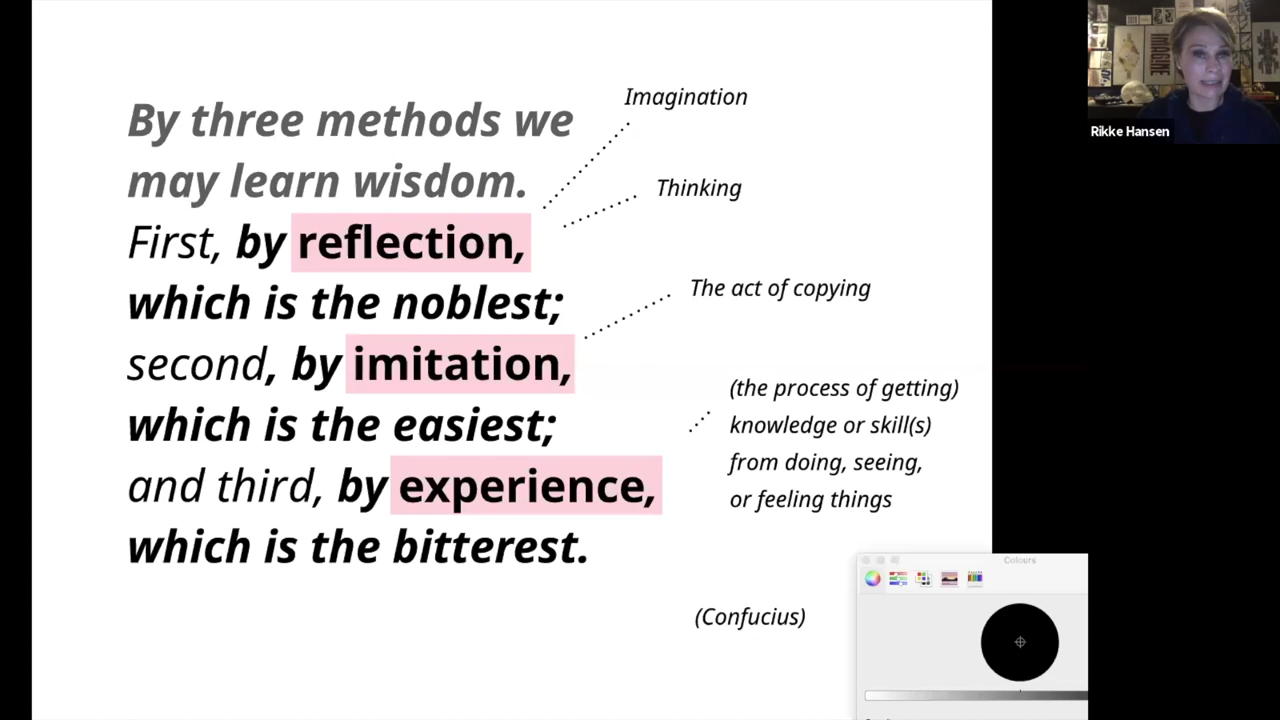 By three methods we
may learn wisdom.
First, by reflection,
which is the noblest;
second, by imitation,
which is the easiest;
and third, by experience,
which is the bitterest.
Imagination
Thinking
The act of copying
(the process of getting)
knowledge or skill(s)
from doing, seeing,
or feeling things
(Confucius)
Colours
IMAGINE
Rikke Hansen